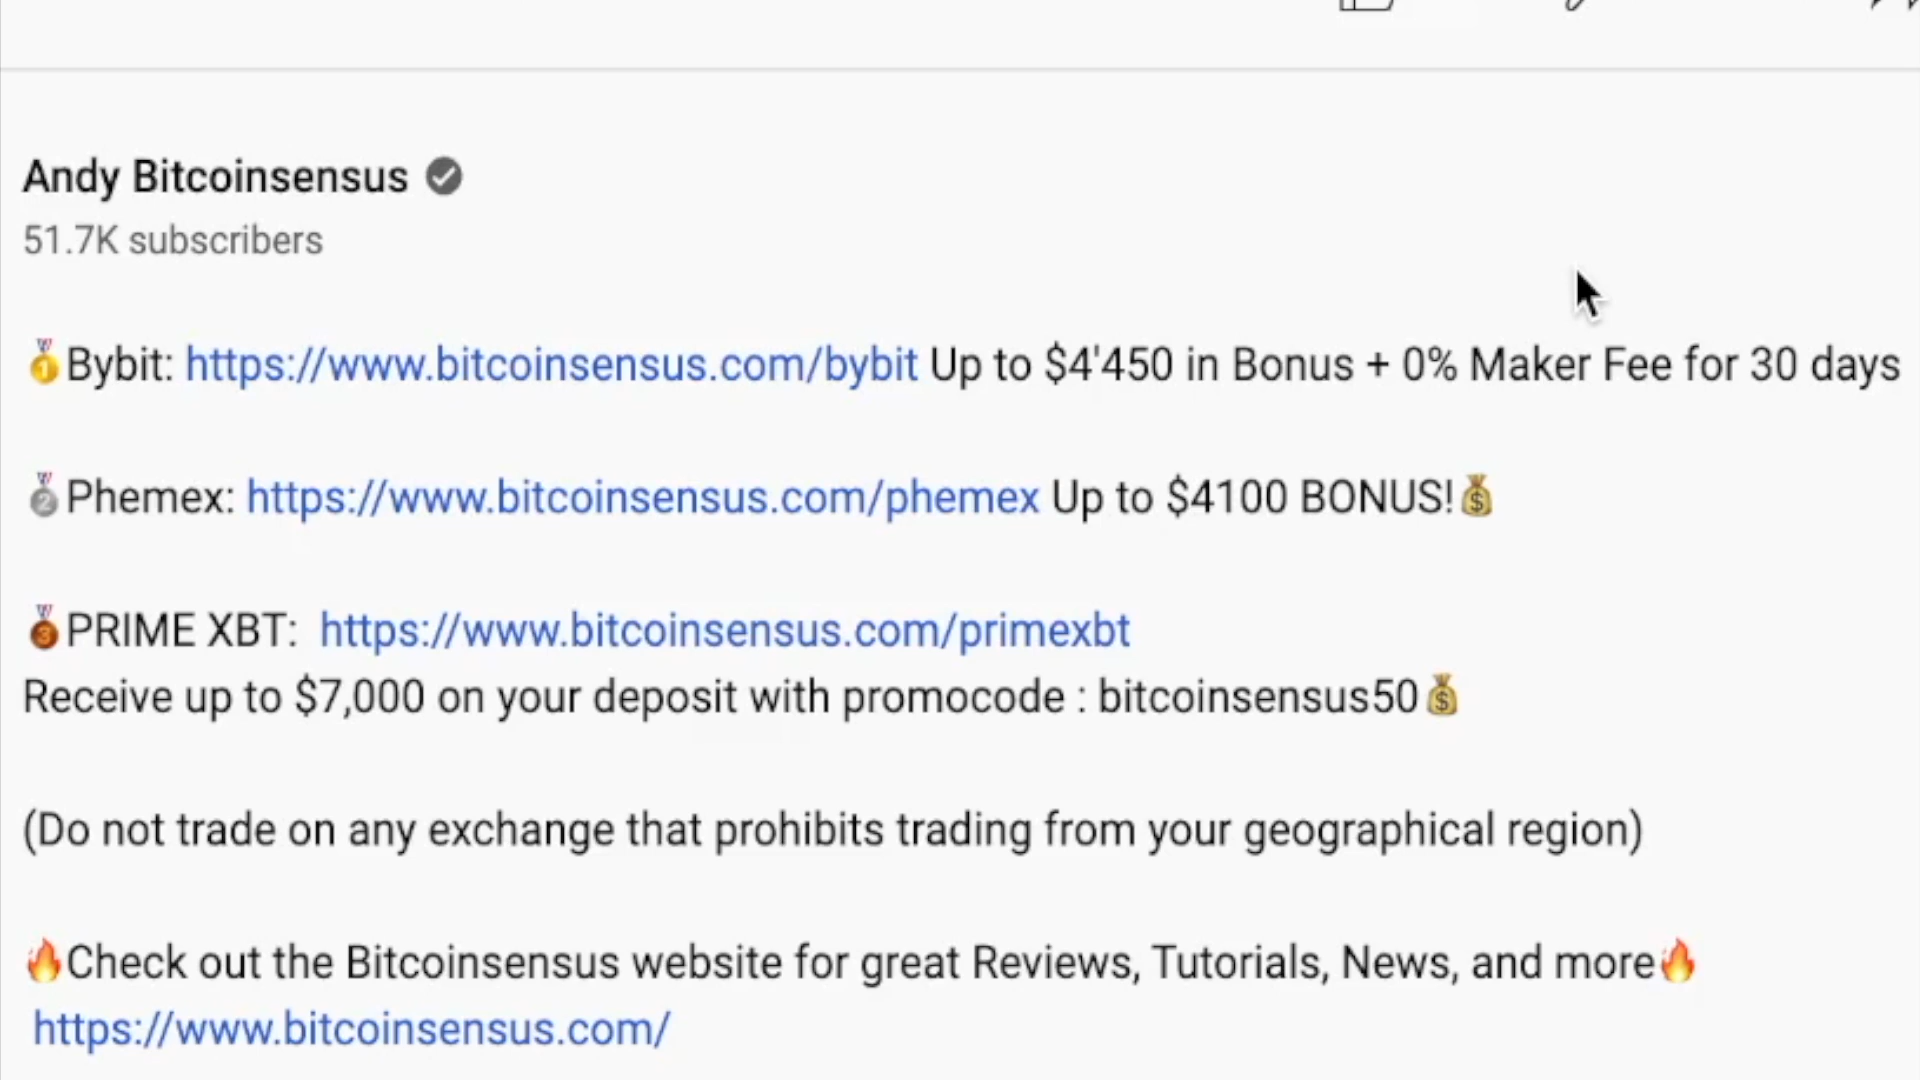 Andy Bitcoinsensus
51.7K subscribers
🥇Bybit: https://www.bitcoinsensus.com/bybit Up to $4'450 in Bonus + 0% Maker Fee for 30 days
🥈Phemex: https://www.bitcoinsensus.com/phemex Up to $4100 BONUS!💰
🥉PRIME XBT:  https://www.bitcoinsensus.com/primexbt
Receive up to $7,000 on your deposit with promocode : bitcoinsensus50💰
(Do not trade on any exchange that prohibits trading from your geographical region)
🔥Check out the Bitcoinsensus website for great Reviews, Tutorials, News, and more🔥
https://www.bitcoinsensus.com/